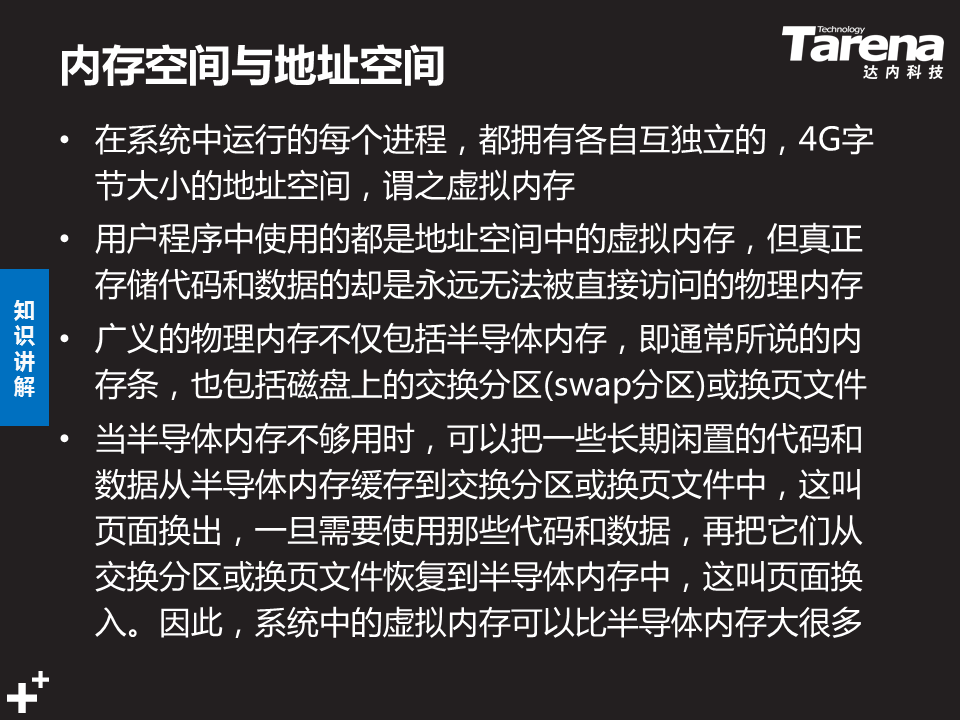 内存空间与地址空间
Technology
Tarena
达内科技
• 在系统中运行的每个进程，都拥有各自互独立的，4G字
节大小的地址空间，谓之虚拟内存
• 用户程序中使用的都是地址空间中的虚拟内存，但真正
存储代码和数据的却是永远无法被直接访问的物理内存
• 广义的物理内存不仅包括半导体内存，即通常所说的内
存条，也包括磁盘上的交换分区(swap分区)或换页文件
• 当半导体内存不够用时，可以把一些长期闲置的代码和
数据从半导体内存缓存到交换分区或换页文件中，这叫
页面换出，一旦需要使用那些代码和数据，再把它们从
交换分区或换页文件恢复到半导体内存中，这叫页面换
入。因此，系统中的虚拟内存可以比半导体内存大很多
知
识
讲
解